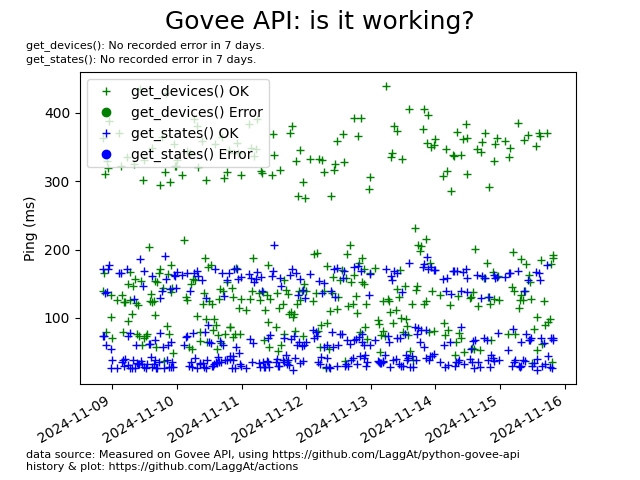 Govee API: is it working?
get_devices(): No recorded error in 7 days.
get_states(): No recorded error in 7 days.
get_devices() OK
get_devices() Error
get_states() OK
get_states() Error
Ping (ms)
400
300
200
100
2024-11-09
2024-11-10
2024-11-11
2024-11-12
2024-11-13
2024-11-14
2024-11-15
2024-11-16
data source: Measured on Govee API, using https://github.com/LaggAt/python-govee-api
history & plot: https://github.com/LaggAt/actions